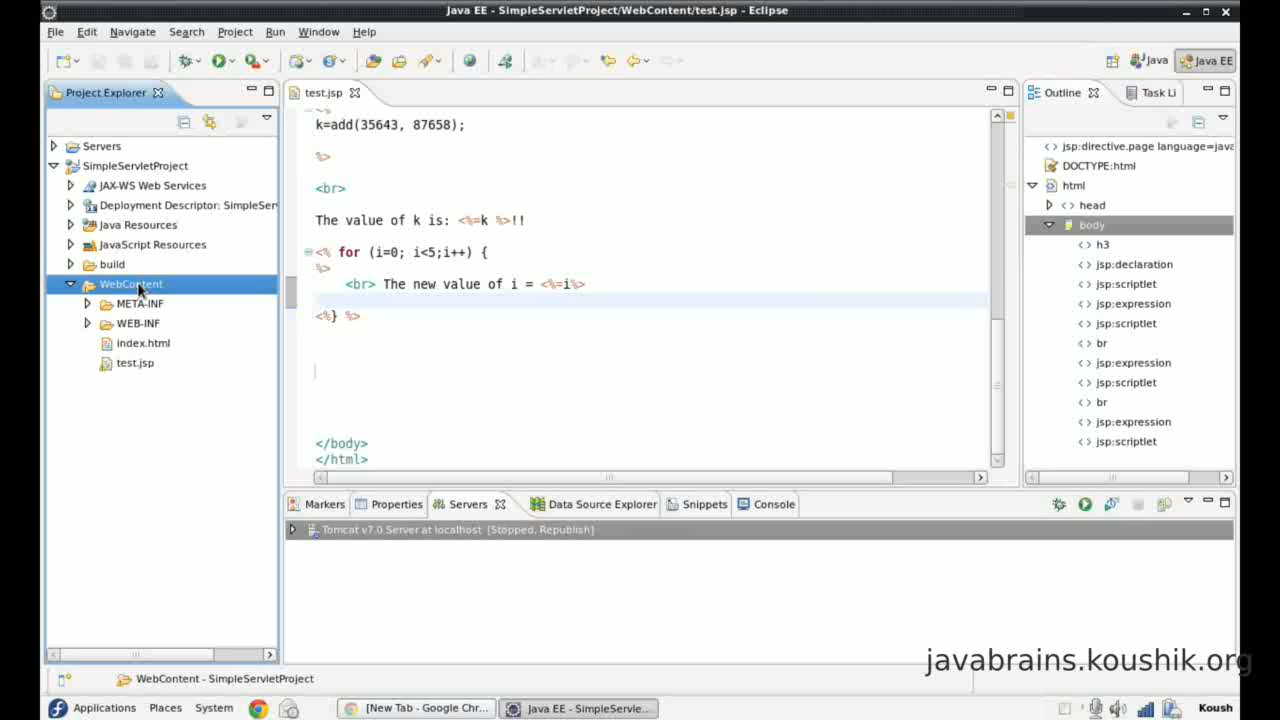 Java EE - SimpleServletProject/WebContent/test.jsp - Eclipse
File Edit Navigate Search Project Run Window Help
Java Java EE
Project Explorer
Servers
SimpleServletProject
JAX-WS Web Services
Deployment Descriptor: SimpleSer
Java Resources
JavaScript Resources
build
WebContent
META-INF
WEB-INF
index.html
test.jsp
test.jsp
k=add(35643, 87658);
%>
<br>
The value of k is: <%=k %>!!
<% for (i=0; i<5;i++) {
%>
<br> The new value of i = <%=i%>
<%} %>
</body>
</html>
Outline Task Li
jsp:directive.page language=java
DOCTYPE:html
html
head
body
h3
jsp:declaration
jsp:scriptlet
jsp:expression
jsp:scriptlet
br
jsp:expression
jsp:scriptlet
br
jsp:expression
jsp:scriptlet
Markers Properties Servers Data Source Explorer Snippets Console
Tomcat v7.0 Server at localhost [Stopped, Republish]
javabrains.koushik.org
WebContent - SimpleServletProject
Applications Places System [New Tab - Google Chr... Java EE - SimpleServle... Koush